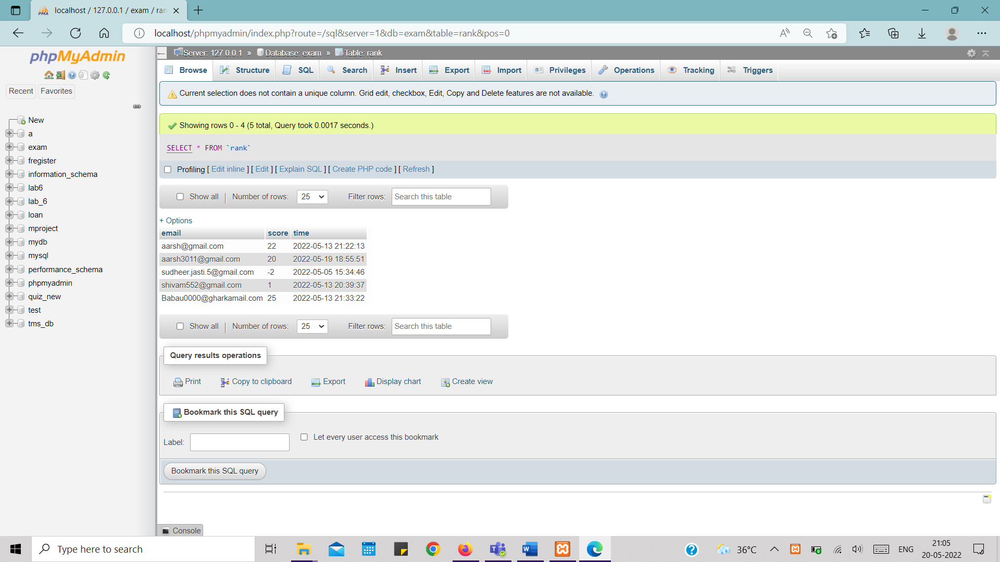 localhost / 127.0.0.1 / exam / ran
localhost/phpmyadmin/index.php?route=/sql&server=1&db=exam&table=rank&pos=0
phpMyAdmin
Recent
Favorites
New
a
exam
fregister
information_schema
lab6
lab_6
loan
mproject
mydb
mysql
performance_schema
phpmyadmin
quiz_new
test
tms_db
Server: 127.0.0.1 » Database: exam » Table: rank
Browse Structure SQL Search Insert Export Import Privileges Operations Tracking Triggers
Current selection does not contain a unique column. Grid edit, checkbox, Edit, Copy and Delete features are not available.
Showing rows 0 - 4 (5 total, Query took 0.0017 seconds.)
SELECT * FROM `rank`
Profiling [ Edit inline ] [ Edit ] [ Explain SQL ] [ Create PHP code ] [ Refresh ]
Show all | Number of rows: 25 Filter rows: Search this table
+ Options
email score time
aarsh@gmail.com 22 2022-05-13 21:22:13
aarsh3011@gmail.com 20 2022-05-19 18:55:51
sudheer.jasti.5@gmail.com -2 2022-05-05 15:34:46
shivam552@gmail.com 1 2022-05-13 20:39:37
Babau0000@gharkamail.com 25 2022-05-13 21:33:22
Show all | Number of rows: 25 Filter rows: Search this table
Query results operations
Print Copy to clipboard Export Display chart Create view
Bookmark this SQL query
Label: Let every user access this bookmark
Bookmark this SQL query
Console
Type here to search
36°C
ENG
21:05
20-05-2022